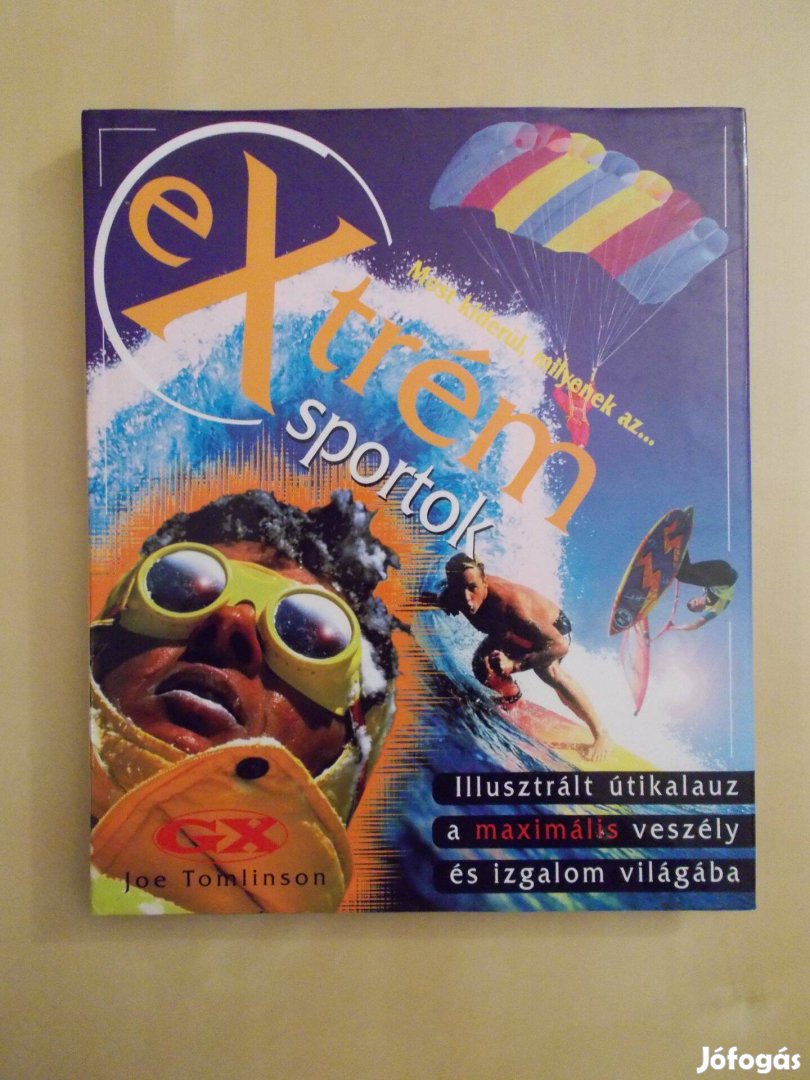 eXtrém
sportok
Most kiderül, milyenek az...
Illusztrált útikalauz
a maximális veszély
és izgalom világába
GX
Joe Tomlinson
Jófogás